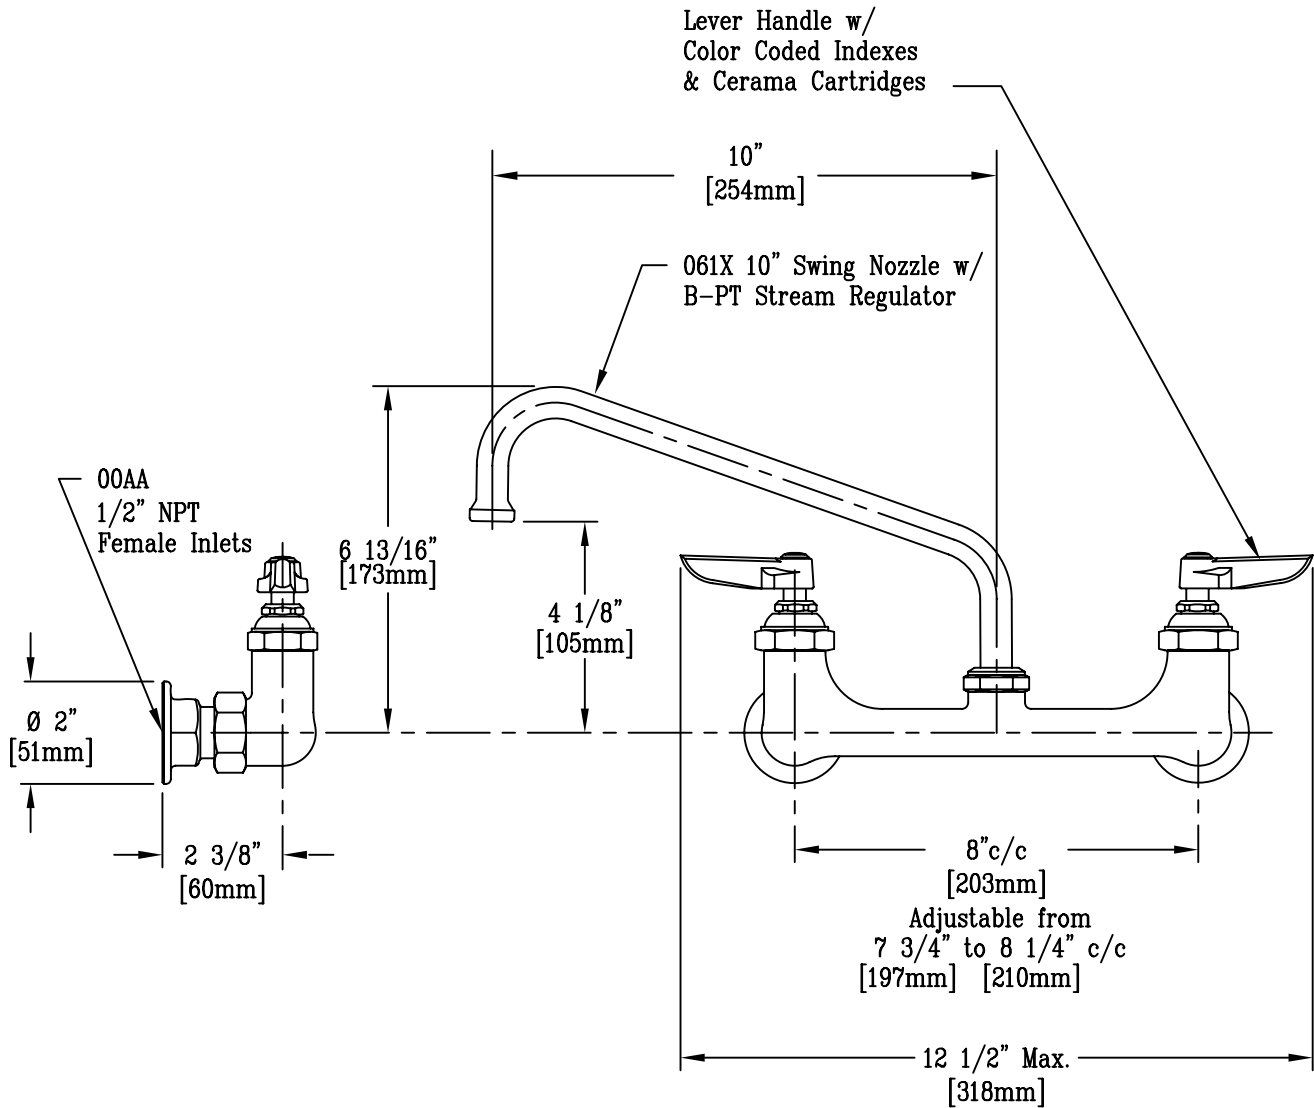 Lever Handle w/
Color Coded Indexes
& Cerama Cartridges
10"
[254mm]
061X 10" Swing Nozzle w/
B-PT Stream Regulator
00AA
1/2" NPT
Female Inlets
6 13/16"
[173mm]
4 1/8"
[105mm]
Ø 2"
[51mm]
2 3/8"
[60mm]
8"c/c
[203mm]
Adjustable from
7 3/4" to 8 1/4" c/c
[197mm] [210mm]
12 1/2" Max.
[318mm]